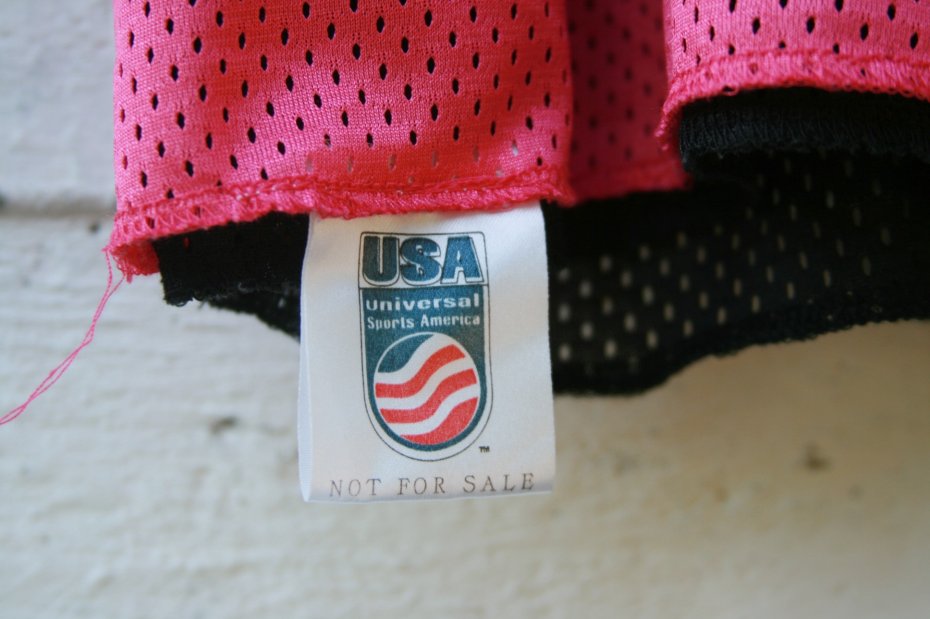 USA
Universal
Sports America
TM
NOT FOR SALE